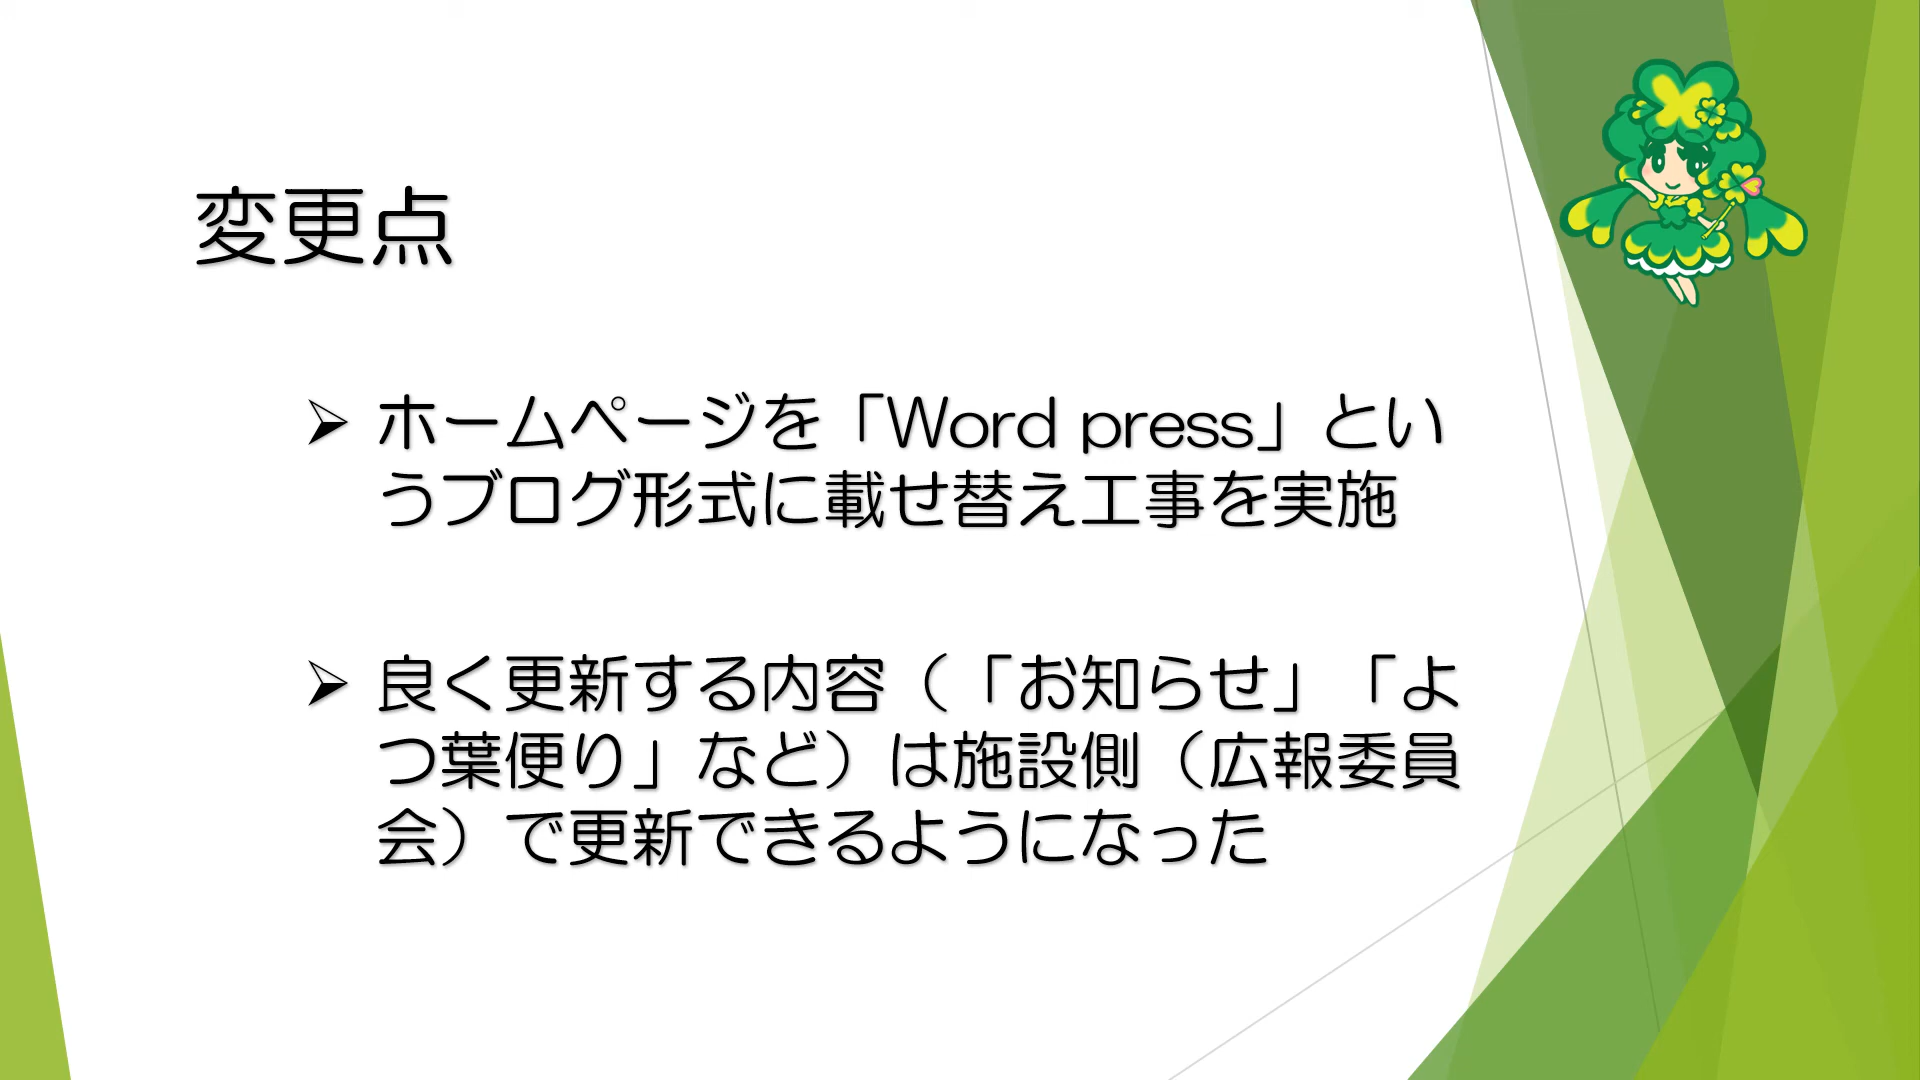 変更点
ホームページを「Word press」とい
うブログ形式に載せ替え工事を実施
良く更新する内容（「お知らせ」「よ
つ葉便り」など）は施設側（広報委員
会）で更新できるようになった